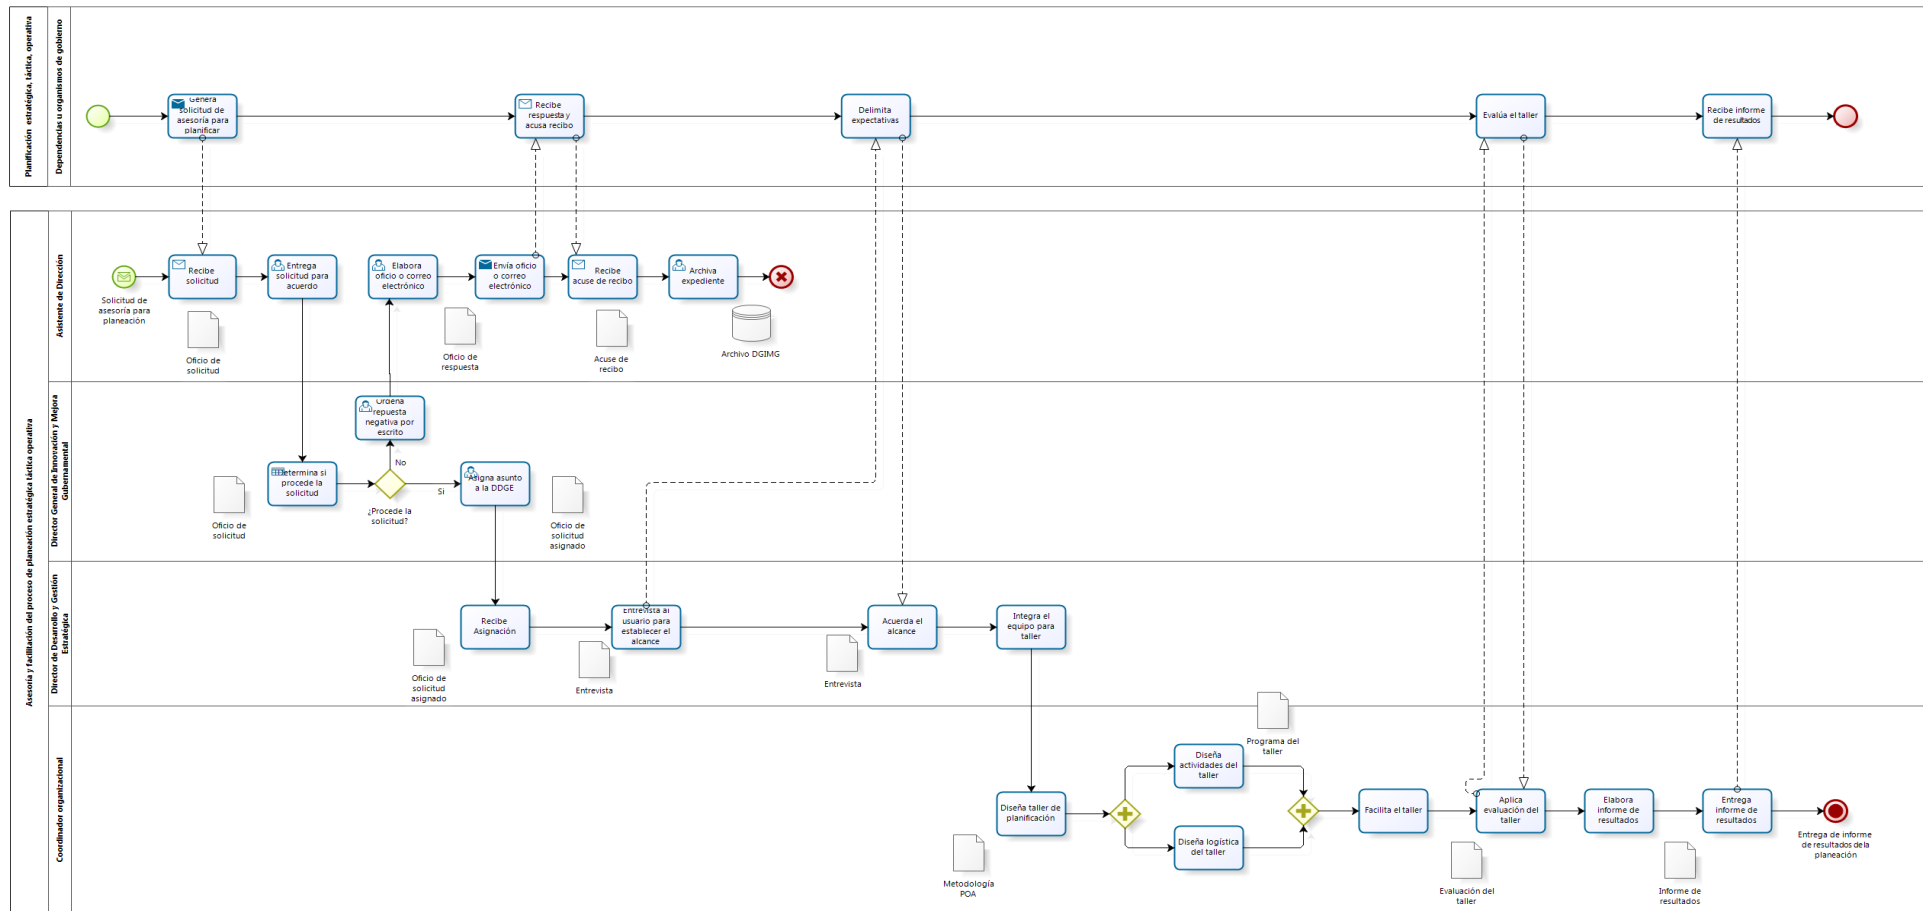 Planificación estratégica, táctica, operativa
Dependencias u organismos de gobierno
Genera
solicitud de
asesoría para
planificar
Recibe
respuesta y
acusa recibo
Delimita
expectativas
Evalúa el taller
Recibe informe
de resultados
Asesoría y facilitación del proceso de planeación estratégica táctica operativa
Asistente de Dirección
Solicitud de
asesoría para
planeación
Recibe
solicitud
Oficio de
solicitud
Entrega
solicitud para
acuerdo
Elabora
oficio o correo
electrónico
Envía oficio
o correo
electrónico
Oficio de
respuesta
Recibe
acuse de recibo
Acuse de
recibo
Archiva
expediente
Archivo DGIMG
Director General de Innovación y Mejora
Gubernamental
Ordena
repuesta
negativa por
escrito
Oficio de
solicitud
Determina si
procede la
solicitud
No
Si
¿Procede la
solicitud?
Asigna asunto
a la DDGE
Oficio de
solicitud
asignado
Director de Desarrollo y Gestión
Estratégica
Recibe
Asignación
Oficio de
solicitud
asignado
Entrevista al
usuario para
establecer el
alcance
Entrevista
Acuerda el
alcance
Entrevista
Integra el
equipo para
taller
Coordinador organizacional
Diseña taller de
planificación
Metodología
POA
Diseña
actividades del
taller
Programa del
taller
Diseña logística
del taller
Facilita el taller
Aplica
evaluación del
taller
Evaluación del
taller
Elabora
informe de
resultados
Entrega
informe de
resultados
Informe de
resultados
Entrega de informe
de resultados de la
planeación